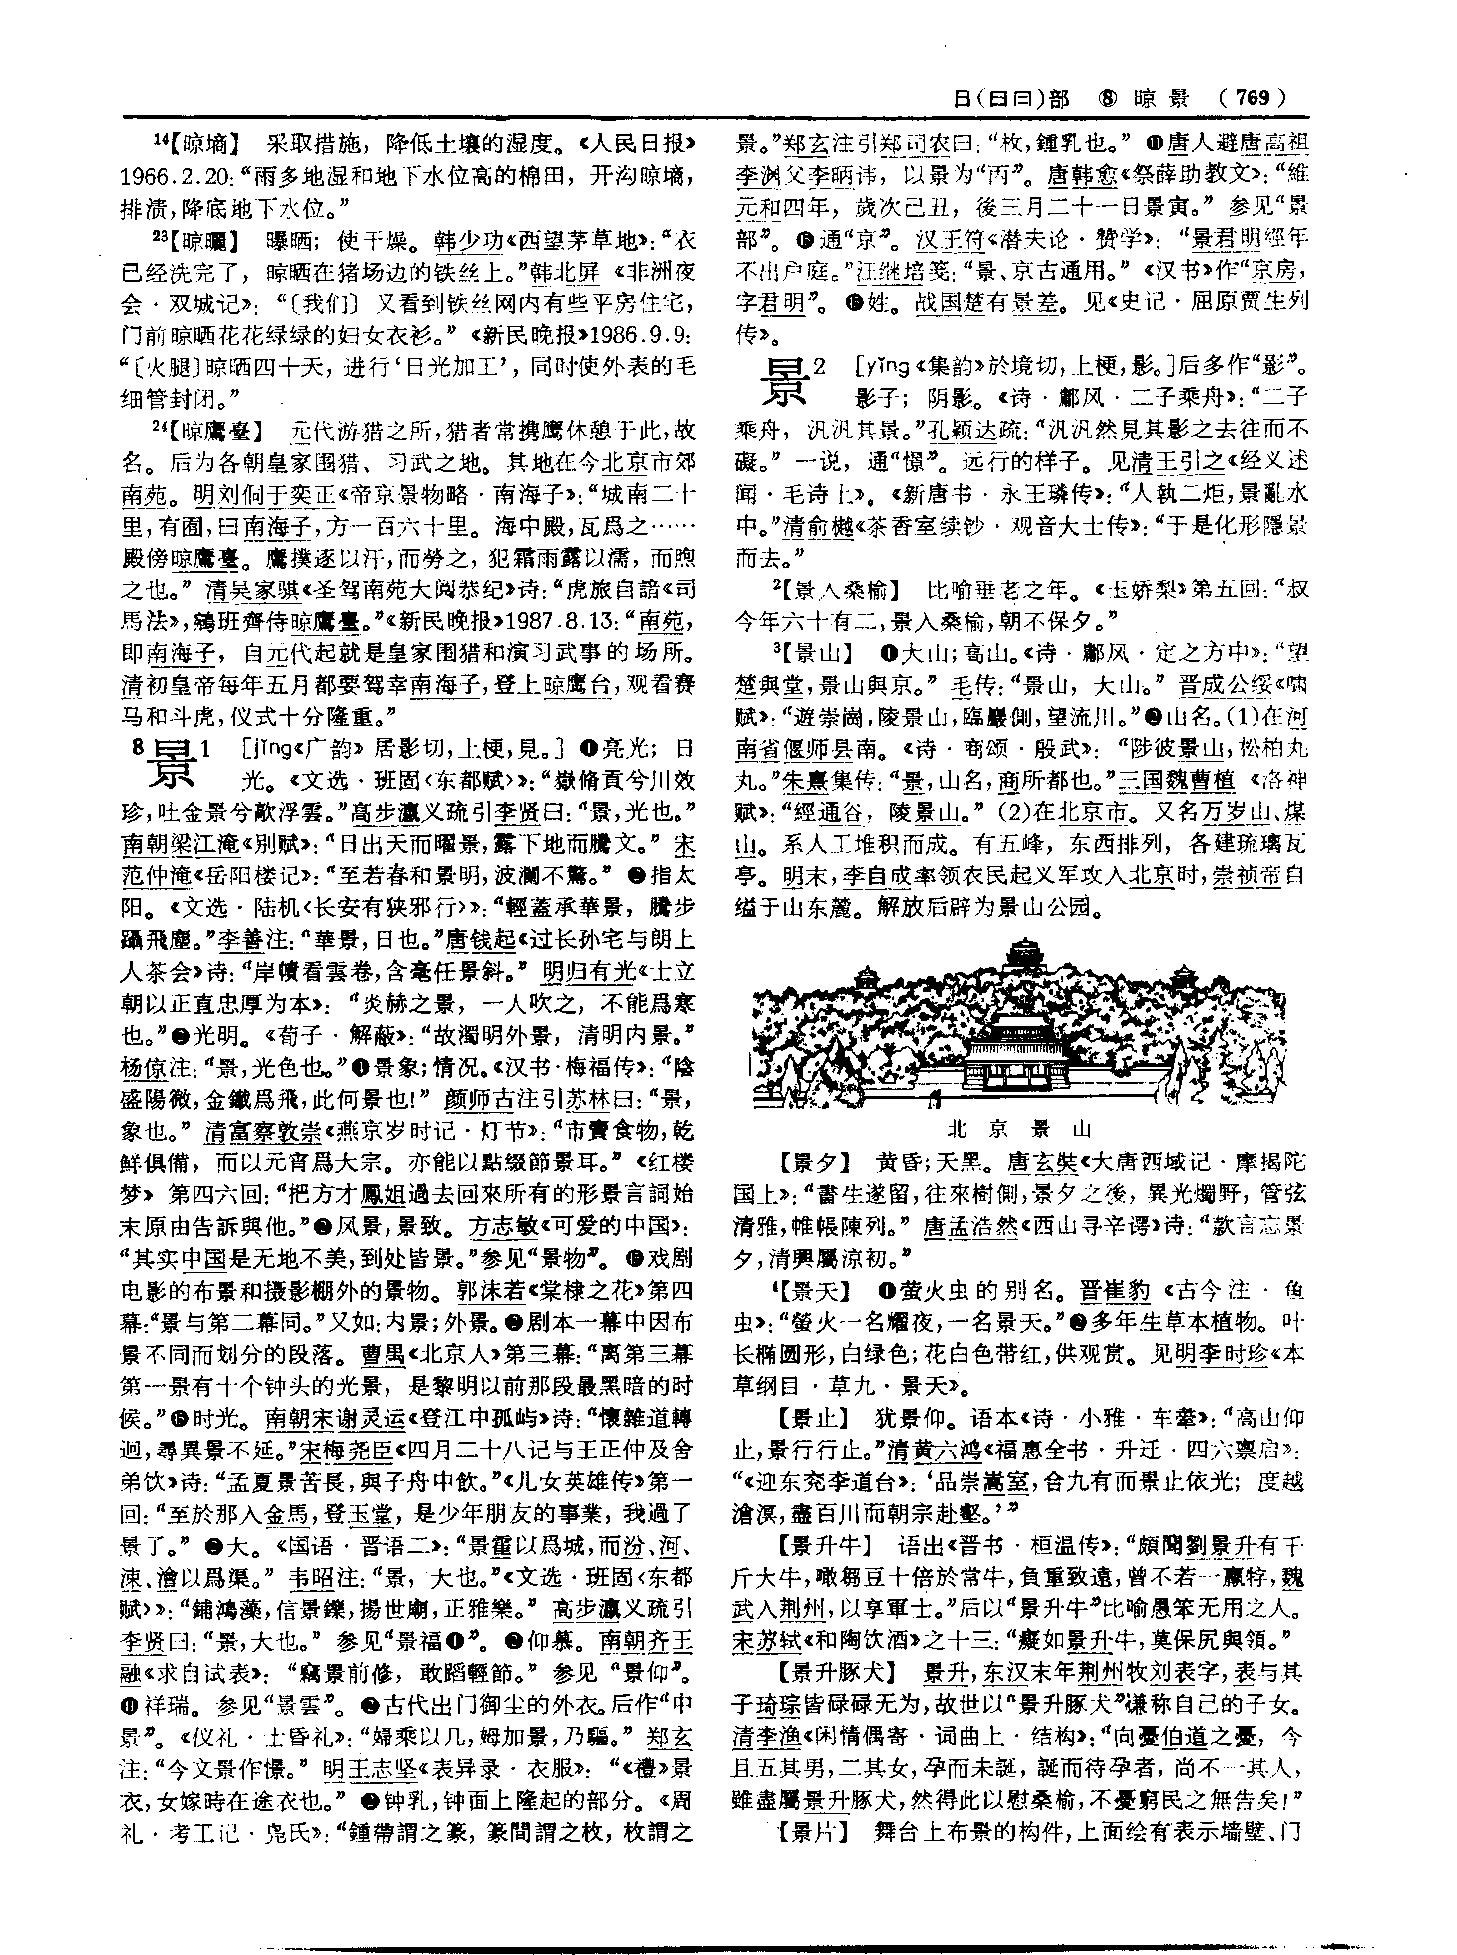 日(日曰)部 ⑧ 晾景 (769)
¹⁴【晾墒】 采取措施，降低土壤的湿度。《人民日报》
1966.2.20：“雨多地湿和地下水位高的棉田，开沟晾墒，
排渍，降底地下水位。”
²³【晾曬】 曝晒；使干燥。韩少功《西望茅草地》：“衣
已经洗完了，晾晒在猪场边的铁丝上。”韩北屏《非洲夜
会·双城记》：“〔我们〕又看到铁丝网内有些平房住宅，
门前晾晒花花绿绿的妇女衣衫。”《新民晚报》1986.9.9：
“〔火腿〕晾晒四十天，进行‘日光加工’，同时使外表的毛
细管封闭。”
²⁴【晾鷹臺】 元代游猎之所，猎者常携鹰休憩于此，故
名。后为各朝皇家围猎、习武之地。其地在今北京市郊
南苑。明刘侗于奕正《帝京景物略·南海子》：“城南二十
里，有囿，曰南海子，方一百六十里。海中殿，瓦爲之……
殿傍晾鷹臺。鷹撲逐以汗，而勞之，犯霜雨露以濡，而煦
之也。”清吴家骐《圣驾南苑大阅恭纪》诗：“虎旅自諳《司
馬法》，鵷班齊侍晾鷹臺。”《新民晚报》1987.8.13：“南苑，
即南海子，自元代起就是皇家围猎和演习武事的场所。
清初皇帝每年五月都要驾幸南海子，登上晾鹰台，观看赛
马和斗虎，仪式十分隆重。”
8景1 [jǐng《广韵》居影切，上梗，見。] ❶亮光；日
光。《文选·班固〈东都赋〉》：“嶽脩貢兮川效
珍，吐金景兮歊浮雲。”高步瀛义疏引李贤曰：“景，光也。”
南朝梁江淹《别赋》：“日出天而曜景，露下地而騰文。”宋
范仲淹《岳阳楼记》：“至若春和景明，波瀾不驚。”❷指太
阳。《文选·陆机〈长安有狭邪行〉》：“輕蓋承華景，騰步
躡飛塵。”李善注：“華景，日也。”唐钱起《过长孙宅与朗上
人茶会》诗：“岸幘看雲卷，含毫任景斜。”明归有光《士立
朝以正直忠厚为本》：“炎赫之景，一人吹之，不能爲寒
也。”❸光明。《荀子·解蔽》：“故濁明外景，清明内景。”
杨倞注：“景，光色也。”❹景象；情况。《汉书·梅福传》：“陰
盛陽微，金鐵爲飛，此何景也！”颜师古注引苏林曰：“景，
象也。”清富察敦崇《燕京岁时记·灯节》：“市賣食物，乾
鮮俱備，而以元宵爲大宗。亦能以點綴節景耳。”《红楼
梦》第四六回：“把方才鳳姐過去回來所有的形景言詞始
末原由告訴與他。”❺风景，景致。方志敏《可爱的中国》：
“其实中国是无地不美，到处皆景。”参见“景物”。❻戏剧
电影的布景和摄影棚外的景物。郭沫若《棠棣之花》第四
幕：“景与第二幕同。”又如：内景；外景。❼剧本一幕中因布
景不同而划分的段落。曹禺《北京人》第三幕：“离第三幕
第一景有十个钟头的光景，是黎明以前那段最黑暗的时
候。”❽时光。南朝宋谢灵运《登江中孤屿》诗：“懷雜道轉
迴，尋異景不延。”宋梅尧臣《四月二十八记与王正仲及舍
弟饮》诗：“孟夏景苦長，與子舟中飲。”《儿女英雄传》第一
回：“至於那入金馬，登玉堂，是少年朋友的事業，我過了
景了。”❾大。《国语·晋语二》：“景霍以爲城，而汾、河、
涑、澮以爲渠。”韦昭注：“景，大也。”《文选·班固〈东都
赋〉》：“鋪鴻藻，信景鑠，揚世廟，正雅樂。”高步瀛义疏引
李贤曰：“景，大也。”参见“景福❶”。❿仰慕。南朝齐王
融《求自试表》：“竊景前修，敢蹈輕節。”参见“景仰”。
⓫祥瑞。参见“景雲”。⓬古代出门御尘的外衣。后作“中
景”。《仪礼·士昏礼》：“婦乘以几，姆加景，乃驅。”郑玄
注：“今文景作憬。”明王志坚《表异录·衣服》：“《禮》景
衣，女嫁時在途衣也。”⓭钟乳，钟面上隆起的部分。《周
礼·考工记·凫氏》：“鍾帶謂之篆，篆間謂之枚，枚謂之
景。”郑玄注引郑司农曰：“枚，鍾乳也。”⓮唐人避唐高祖
李渊父李昞讳，以景为“丙”。唐韩愈《祭薛助教文》：“維
元和四年，歲次己丑，後三月二十一日景寅。”参见“景
部”。⓯通“京”。汉王符《潜夫论·赞学》：“景君明經年
不出户庭。”汪继培笺：“景、京古通用。”《汉书》作“京房，
字君明”。⓰姓。战国楚有景差。见《史记·屈原贾生列
传》。
景2 [yǐng《集韵》於境切，上梗，影。]后多作“影”。
影子；阴影。《诗·鄘风·二子乘舟》：“二子
乘舟，汎汎其景。”孔颖达疏：“汎汎然見其影之去往而不
礙。”一说，通“憬”。远行的样子。见清王引之《经义述
闻·毛诗上》。《新唐书·永王璘传》：“人執二炬，景亂水
中。”清俞樾《茶香室续钞·观音大士传》：“于是化形隱景
而去。”
²【景入桑榆】 比喻垂老之年。《玉娇梨》第五回：“叔
今年六十有二，景入桑榆，朝不保夕。”
³【景山】 ❶大山；高山。《诗·鄘风·定之方中》：“望
楚與堂，景山與京。”毛传：“景山，大山。”晋成公绥《啸
赋》：“遊崇崗，陵景山，臨巖側，望流川。”❷山名。(1)在河
南省偃师县南。《诗·商颂·殷武》：“陟彼景山，松柏丸
丸。”朱熹集传：“景，山名，商所都也。”三国魏曹植《洛神
赋》：“經通谷，陵景山。”(2)在北京市。又名万岁山、煤
山。系人工堆积而成。有五峰，东西排列，各建琉璃瓦
亭。明末，李自成率领农民起义军攻入北京时，崇祯帝自
缢于山东麓。解放后辟为景山公园。
北京景山
【景夕】 黄昏；天黑。唐玄奘《大唐西域记·摩揭陀
国上》：“書生遂留，往來樹側，景夕之後，異光燭野，管弦
清雅，帷帳陳列。”唐孟浩然《西山寻辛谔》诗：“款言忘景
夕，清興屬涼初。”
⁴【景天】 ❶萤火虫的别名。晋崔豹《古今注·鱼
虫》：“螢火一名耀夜，一名景天。”❷多年生草本植物。叶
长椭圆形，白绿色；花白色带红，供观赏。见明李时珍《本
草纲目·草九·景天》。
【景止】 犹景仰。语本《诗·小雅·车舝》：“高山仰
止，景行行止。”清黄六鸿《福惠全书·升迁·四六禀启》：
“《迎东兖李道台》：‘品崇嵩室，合九有而景止依光；度越
滄溟，盡百川而朝宗赴壑。’”
【景升牛】 语出《晋书·桓温传》：“頗聞劉景升有千
斤大牛，噉芻豆十倍於常牛，負重致遠，曾不若一羸牸，魏
武入荆州，以享軍士。”后以“景升牛”比喻愚笨无用之人。
宋苏轼《和陶饮酒》之十三：“癡如景升牛，莫保尻與領。”
【景升豚犬】 景升，东汉末年荆州牧刘表字，表与其
子琦琮皆碌碌无为，故世以“景升豚犬”谦称自己的子女。
清李渔《闲情偶寄·词曲上·结构》：“向憂伯道之憂，今
且五其男，二其女，孕而未誕，誕而待孕者，尚不一其人，
雖盡屬景升豚犬，然得此以慰桑榆，不憂窮民之無告矣！”
【景片】 舞台上布景的构件，上面绘有表示墙壁、门